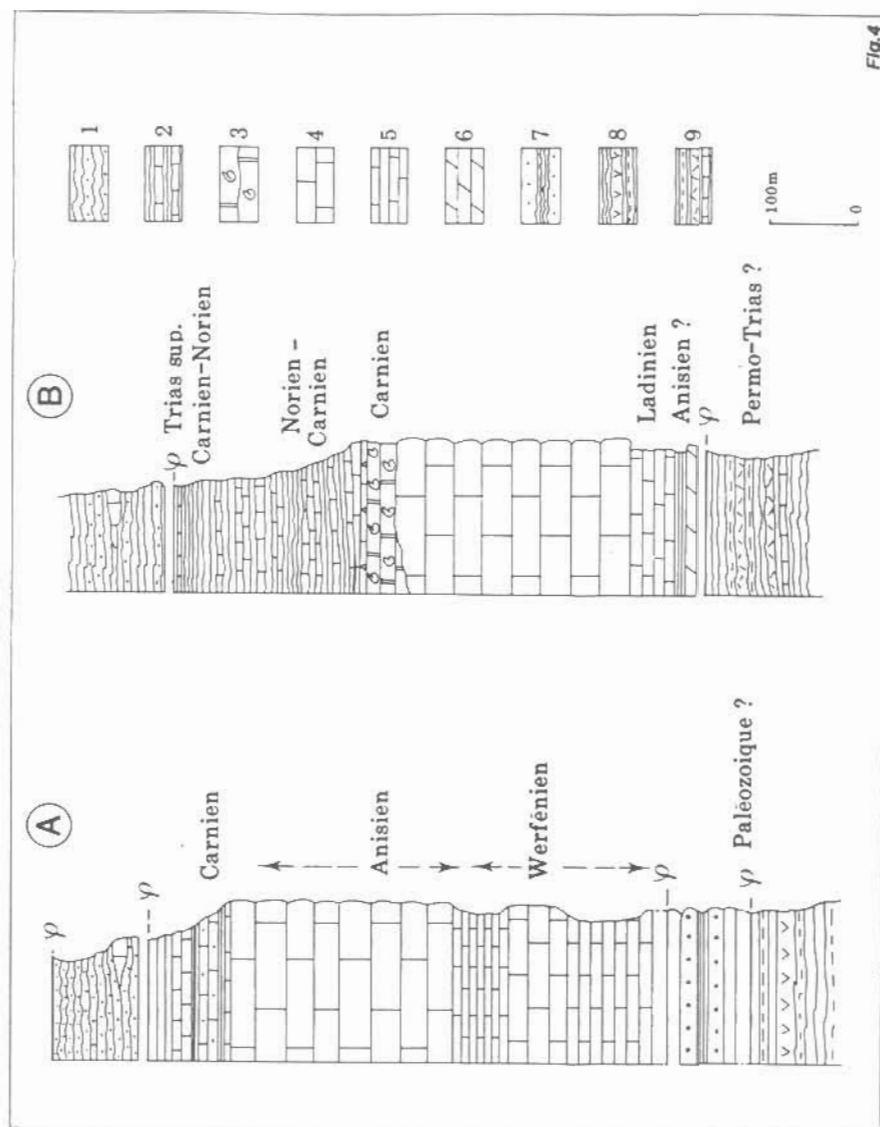 A
φ
φ
Carnien
Anisien
Werfénien
φ
Paléozoique ?
φ
B
φ
Trias sup.
Carnien-Norien
Norien -
Carnien
Carnien
Ladinien
Anisien ?
φ
Permo-Trias ?
1
2
3
4
5
6
7
8
9
100m
0
Fig.4